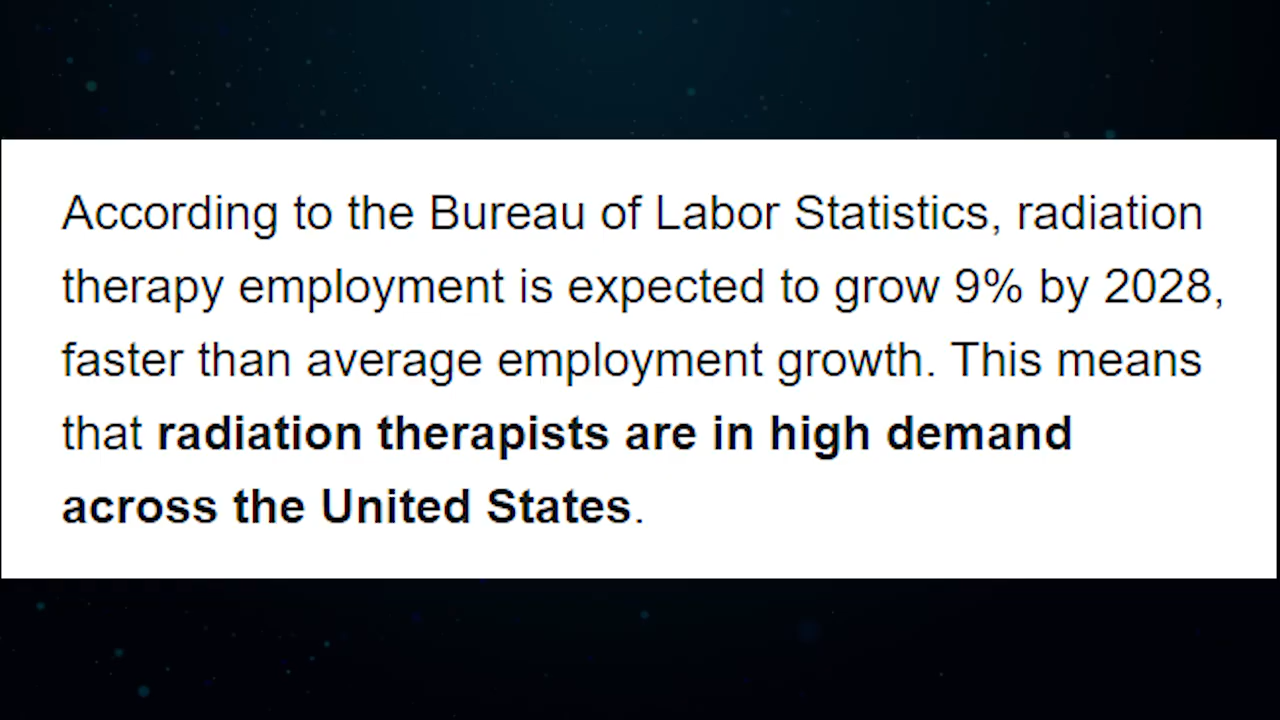 According to the Bureau of Labor Statistics, radiation
therapy employment is expected to grow 9% by 2028,
faster than average employment growth. This means
that radiation therapists are in high demand
across the United States.